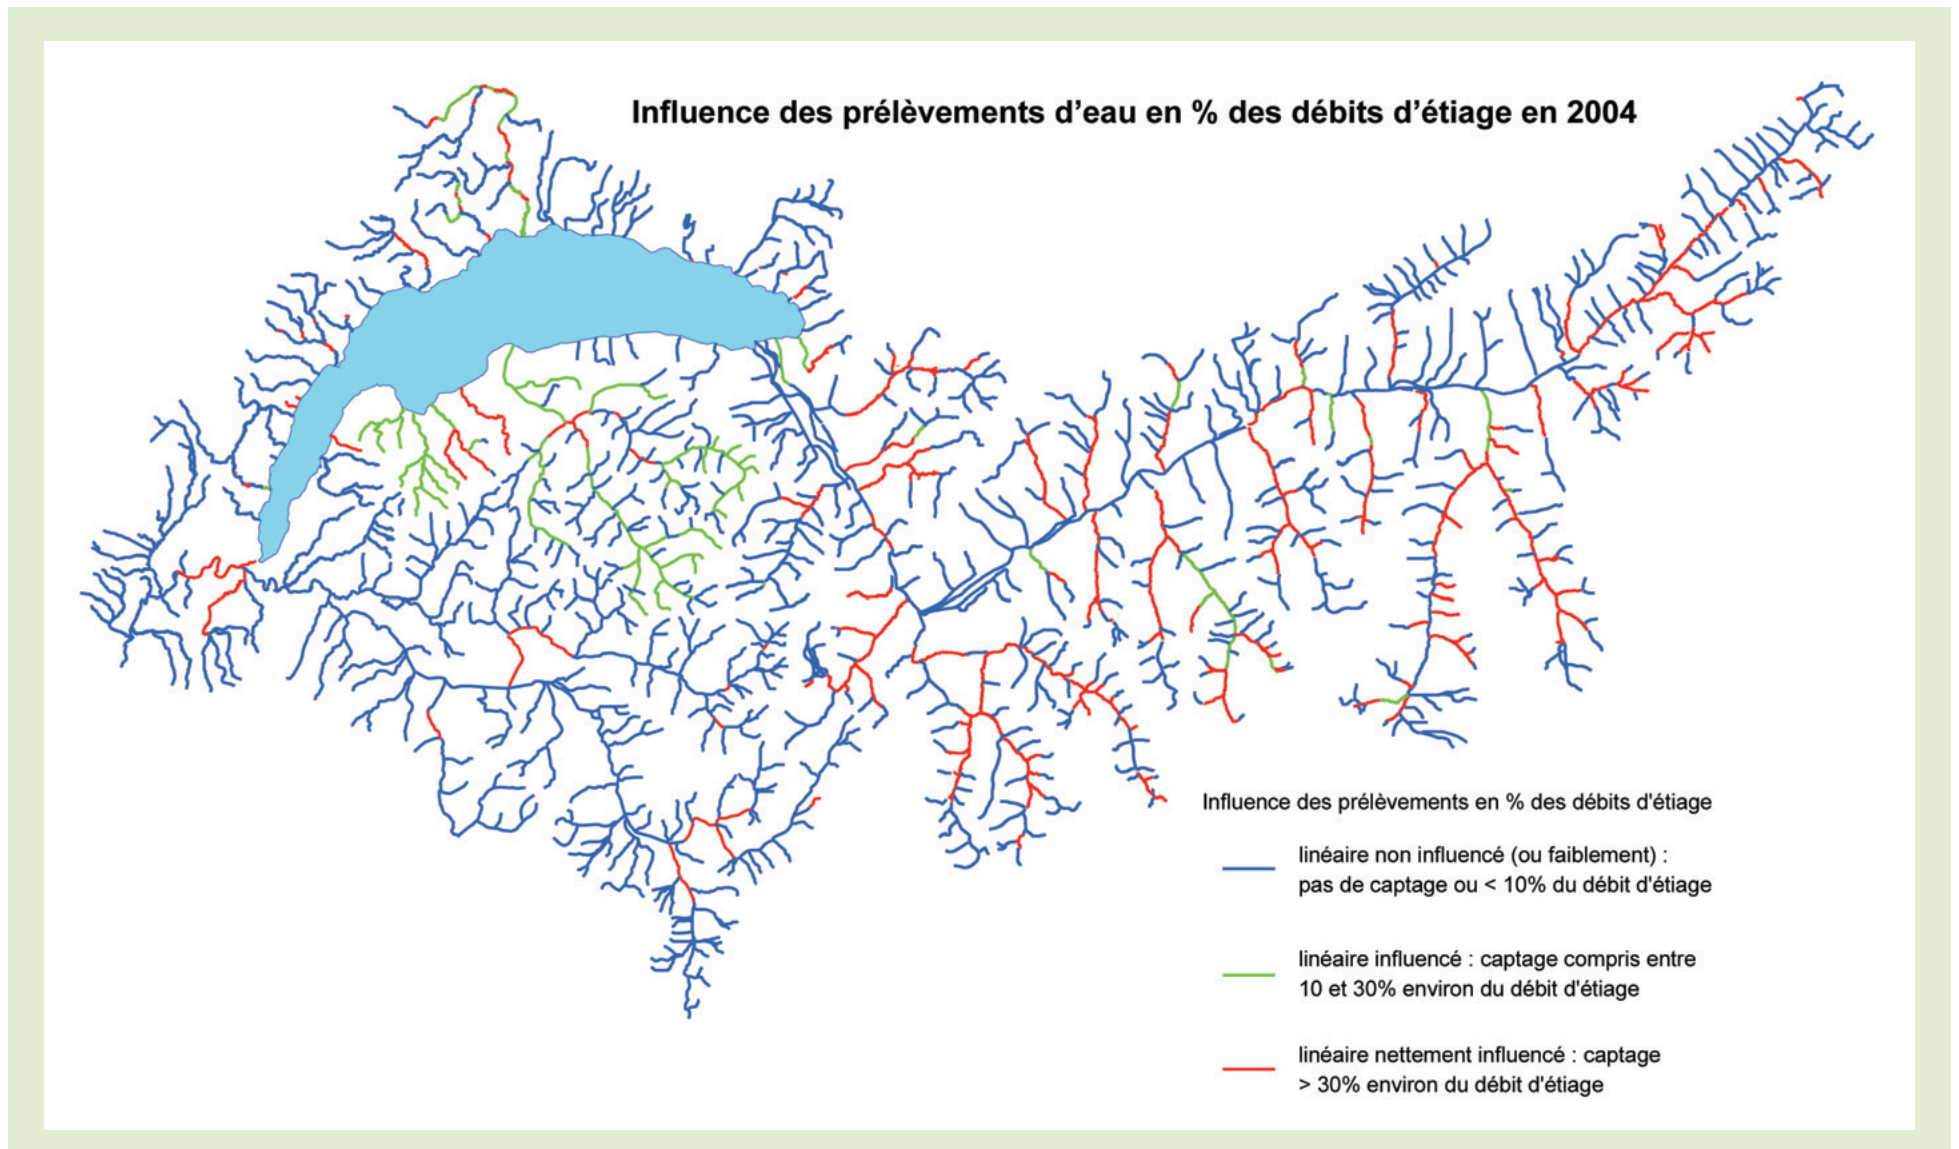 Influence des prélèvements d’eau en % des débits d’étiage en 2004
Influence des prélèvements en % des débits d'étiage
linéaire non influencé (ou faiblement) :
pas de captage ou < 10% du débit d'étiage
linéaire influencé : captage compris entre
10 et 30% environ du débit d'étiage
linéaire nettement influencé : captage
> 30% environ du débit d'étiage